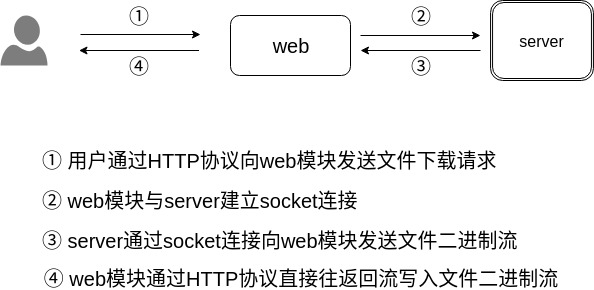 ① ②
web server
④ ③
① 用户通过HTTP协议向web模块发送文件下载请求
② web模块与server建立socket连接
③ server通过socket连接向web模块发送文件二进制流
④ web模块通过HTTP协议直接往返回流写入文件二进制流